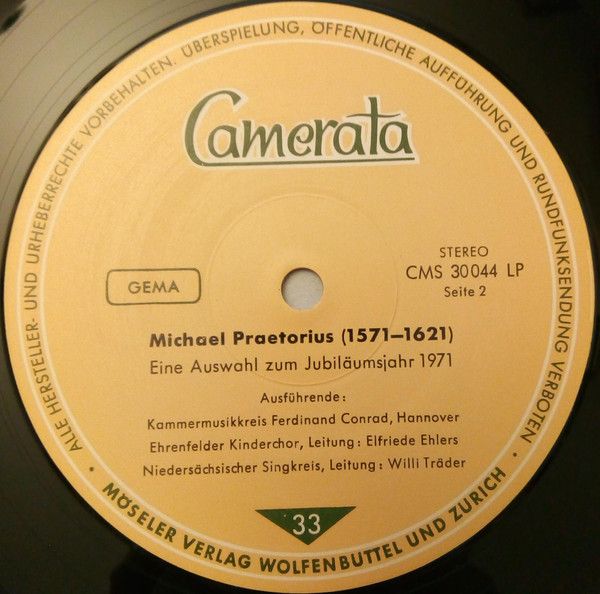 ALLE HERSTELLER- UND URHEBERRECHTE VORBEHALTEN. ÜBERSPIELUNG, ÖFFENTLICHE AUFFÜHRUNG UND RUNDFUNKSENDUNG VERBOTEN
Camerata
STEREO
CMS 30044 LP
Seite 2
GEMA
Michael Praetorius (1571–1621)
Eine Auswahl zum Jubiläumsjahr 1971
Ausführende:
Kammermusikkreis Ferdinand Conrad, Hannover
Ehrenfelder Kinderchor, Leitung: Elfriede Ehlers
Niedersächsischer Singkreis, Leitung: Willi Träder
33
• MÖSELER VERLAG WOLFENBÜTTEL UND ZÜRICH •